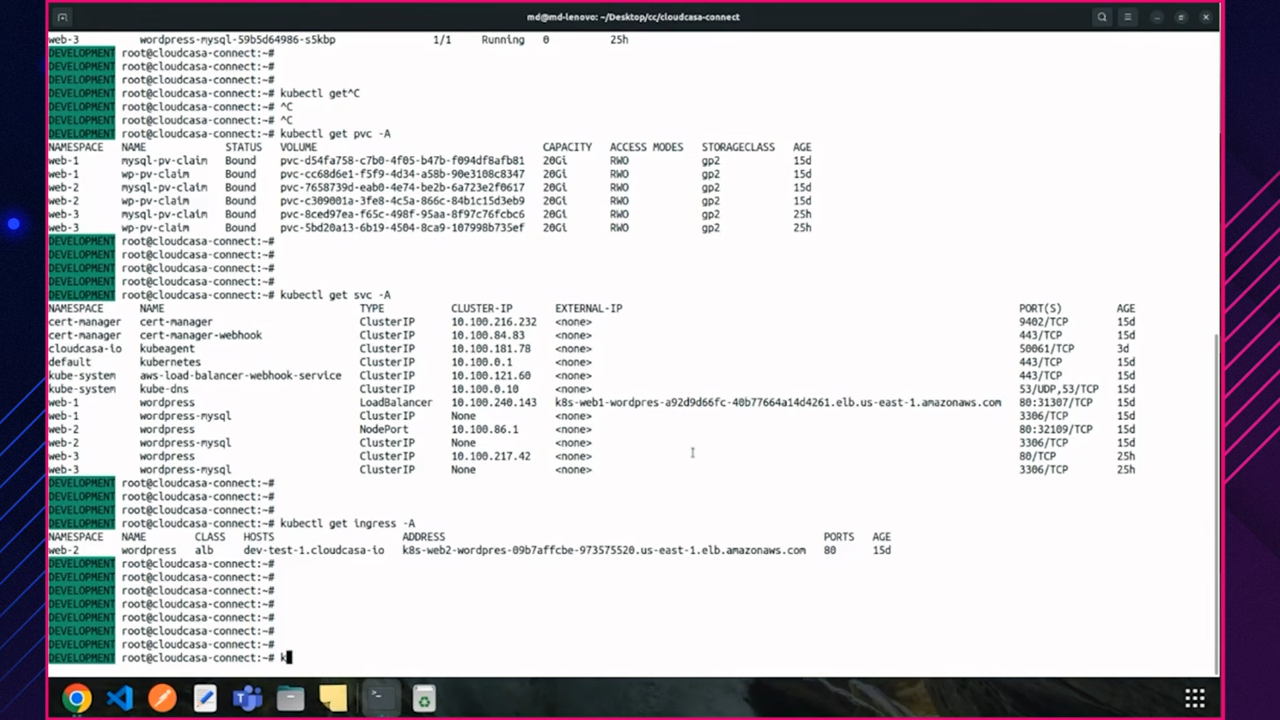 md@md-lenovo: ~/Desktop/cc/cloudcasa-connect
web-3 wordpress-mysql-59b5d64986-s5kbp 1/1 Running 0 25h
DEVELOPMENT root@cloudcasa-connect:~#
DEVELOPMENT root@cloudcasa-connect:~#
DEVELOPMENT root@cloudcasa-connect:~#
DEVELOPMENT root@cloudcasa-connect:~# kubectl get^C
DEVELOPMENT root@cloudcasa-connect:~# ^C
DEVELOPMENT root@cloudcasa-connect:~# ^C
DEVELOPMENT root@cloudcasa-connect:~# kubectl get pvc -A
NAMESPACE NAME STATUS VOLUME CAPACITY ACCESS MODES STORAGECLASS AGE
web-1 mysql-pv-claim Bound pvc-d54fa758-c7b0-4f05-b47b-f094df8afb81 20Gi RWO gp2 15d
web-1 wp-pv-claim Bound pvc-cc68d6e1-f5f9-4d34-a58b-90e3108c8347 20Gi RWO gp2 15d
web-2 mysql-pv-claim Bound pvc-7658739d-eab0-4e74-be2b-6a723e2f0617 20Gi RWO gp2 15d
web-2 wp-pv-claim Bound pvc-c309001a-3fe8-4c5a-866c-84b1c15d3eb9 20Gi RWO gp2 15d
web-3 mysql-pv-claim Bound pvc-8ced97ea-f65c-498f-95aa-8f97c76fcbc6 20Gi RWO gp2 25h
web-3 wp-pv-claim Bound pvc-5bd20a13-6b19-4504-8ca9-107998b735ef 20Gi RWO gp2 25h
DEVELOPMENT root@cloudcasa-connect:~#
DEVELOPMENT root@cloudcasa-connect:~#
DEVELOPMENT root@cloudcasa-connect:~#
DEVELOPMENT root@cloudcasa-connect:~#
DEVELOPMENT root@cloudcasa-connect:~# kubectl get svc -A
NAMESPACE NAME TYPE CLUSTER-IP EXTERNAL-IP PORT(S) AGE
cert-manager cert-manager ClusterIP 10.100.216.232 <none> 9402/TCP 15d
cert-manager cert-manager-webhook ClusterIP 10.100.84.83 <none> 443/TCP 15d
cloudcasa-io kubeagent ClusterIP 10.100.181.78 <none> 50061/TCP 3d
default kubernetes ClusterIP 10.100.0.1 <none> 443/TCP 15d
kube-system aws-load-balancer-webhook-service ClusterIP 10.100.121.60 <none> 443/TCP 15d
kube-system kube-dns ClusterIP 10.100.0.10 <none> 53/UDP,53/TCP 15d
web-1 wordpress LoadBalancer 10.100.240.143 k8s-web1-wordpres-a92d9d66fc-40b77664a14d4261.elb.us-east-1.amazonaws.com 80:31307/TCP 15d
web-1 wordpress-mysql ClusterIP None <none> 3306/TCP 15d
web-2 wordpress NodePort 10.100.86.1 <none> 80:32109/TCP 15d
web-2 wordpress-mysql ClusterIP None <none> 3306/TCP 15d
web-3 wordpress ClusterIP 10.100.217.42 <none> 80/TCP 25h
web-3 wordpress-mysql ClusterIP None <none> 3306/TCP 25h
DEVELOPMENT root@cloudcasa-connect:~#
DEVELOPMENT root@cloudcasa-connect:~#
DEVELOPMENT root@cloudcasa-connect:~#
DEVELOPMENT root@cloudcasa-connect:~# kubectl get ingress -A
NAMESPACE NAME CLASS HOSTS ADDRESS PORTS AGE
web-2 wordpress alb dev-test-1.cloudcasa-io k8s-web2-wordpres-09b7affcbe-973575520.us-east-1.elb.amazonaws.com 80 15d
DEVELOPMENT root@cloudcasa-connect:~#
DEVELOPMENT root@cloudcasa-connect:~#
DEVELOPMENT root@cloudcasa-connect:~#
DEVELOPMENT root@cloudcasa-connect:~#
DEVELOPMENT root@cloudcasa-connect:~#
DEVELOPMENT root@cloudcasa-connect:~#
DEVELOPMENT root@cloudcasa-connect:~#
DEVELOPMENT root@cloudcasa-connect:~# k